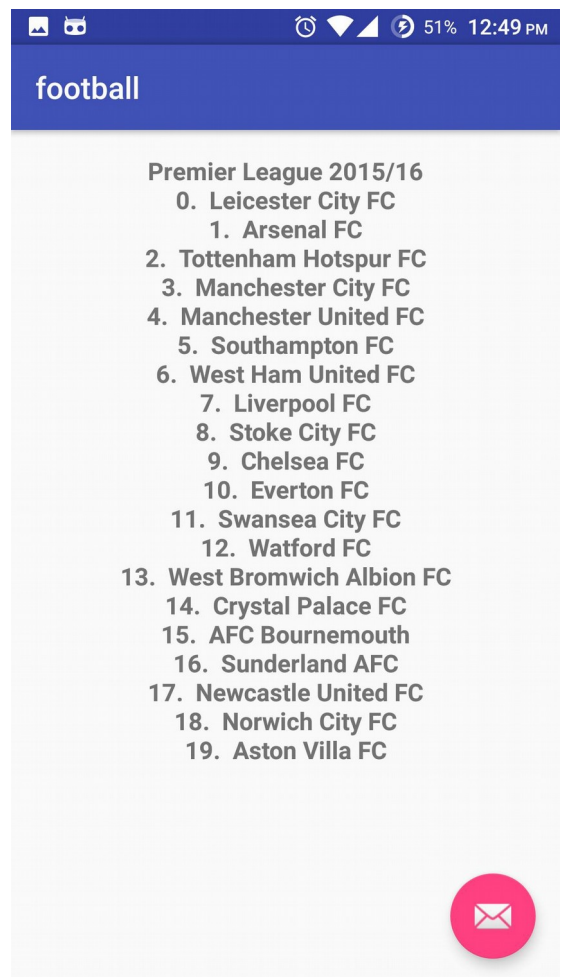 51% 12:49 PM
football
Premier League 2015/16
0. Leicester City FC
1. Arsenal FC
2. Tottenham Hotspur FC
3. Manchester City FC
4. Manchester United FC
5. Southampton FC
6. West Ham United FC
7. Liverpool FC
8. Stoke City FC
9. Chelsea FC
10. Everton FC
11. Swansea City FC
12. Watford FC
13. West Bromwich Albion FC
14. Crystal Palace FC
15. AFC Bournemouth
16. Sunderland AFC
17. Newcastle United FC
18. Norwich City FC
19. Aston Villa FC